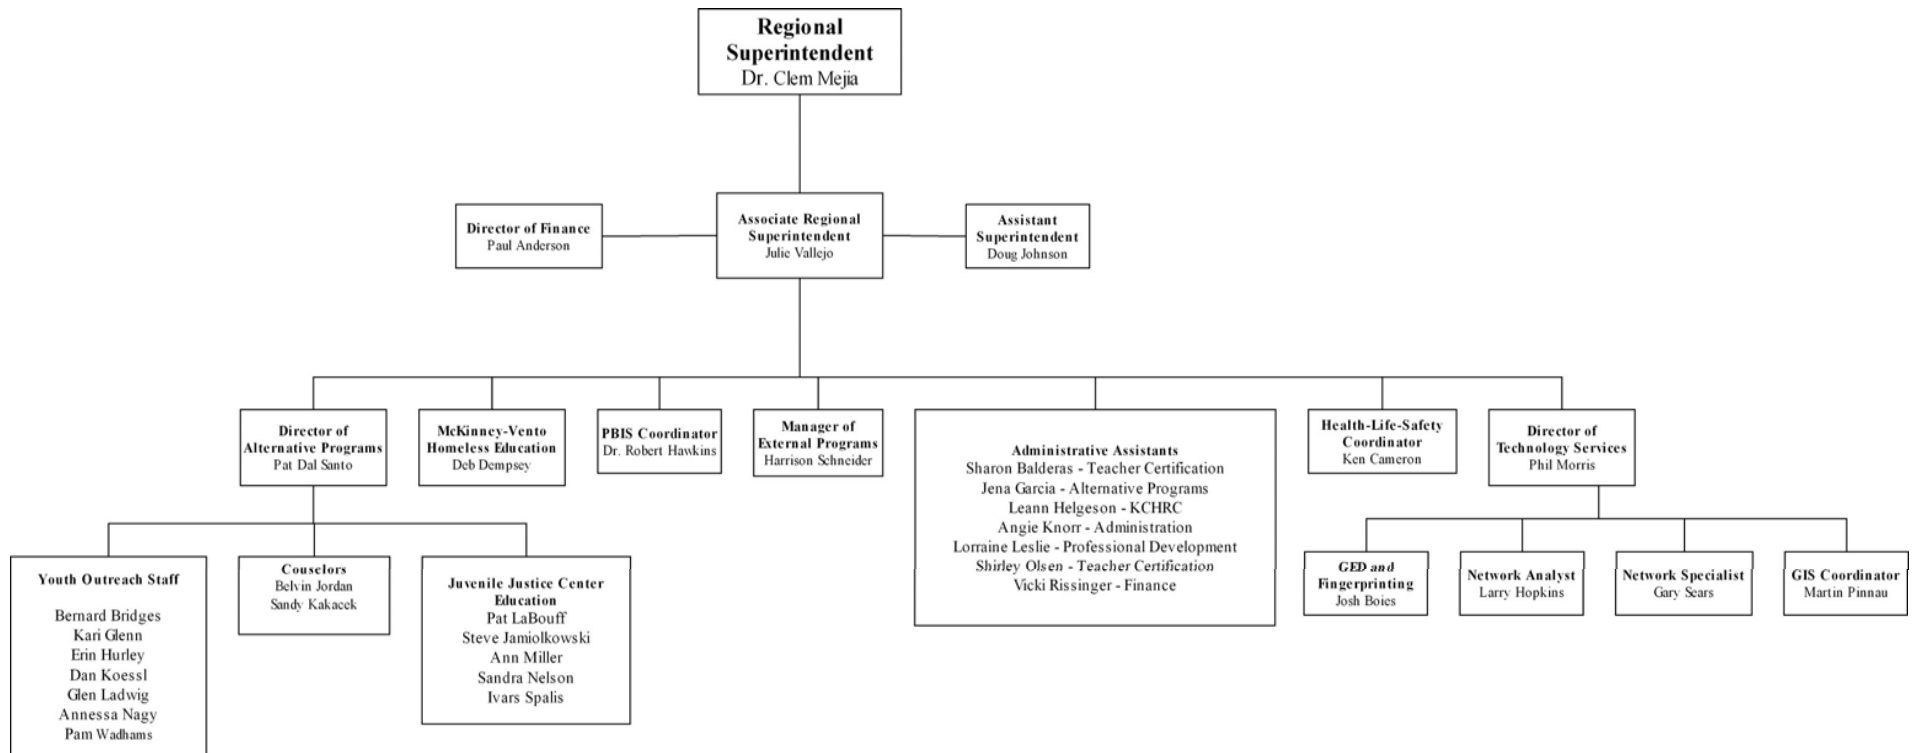 Regional
Superintendent
Dr. Clem Mejia
Director of Finance
Paul Anderson
Associate Regional
Superintendent
Julie Vallejo
Assistant
Superintendent
Doug Johnson
Director of
Alternative Programs
Pat Dal Santo
McKinney-Vento
Homeless Education
Deb Dempsey
PBIS Coordinator
Dr. Robert Hawkins
Manager of
External Programs
Harrison Schneider
Administrative Assistants
Sharon Balderas - Teacher Certification
Jena Garcia - Alternative Programs
Leann Helgeson - KCHRC
Angie Knorr - Administration
Lorraine Leslie - Professional Development
Shirley Olsen - Teacher Certification
Vicki Rissinger - Finance
Health-Life-Safety
Coordinator
Ken Cameron
Director of
Technology Services
Phil Morris
Youth Outreach Staff
Bernard Bridges
Kari Glenn
Erin Hurley
Dan Koessl
Glen Ladwig
Annessa Nagy
Pam Wadhams
Couselors
Belvin Jordan
Sandy Kakacek
Juvenile Justice Center
Education
Pat LaBouff
Steve Jamiolkowski
Ann Miller
Sandra Nelson
Ivars Spalis
GED and
Fingerprinting
Josh Boies
Network Analyst
Larry Hopkins
Network Specialist
Gary Sears
GIS Coordinator
Martin Pinnau